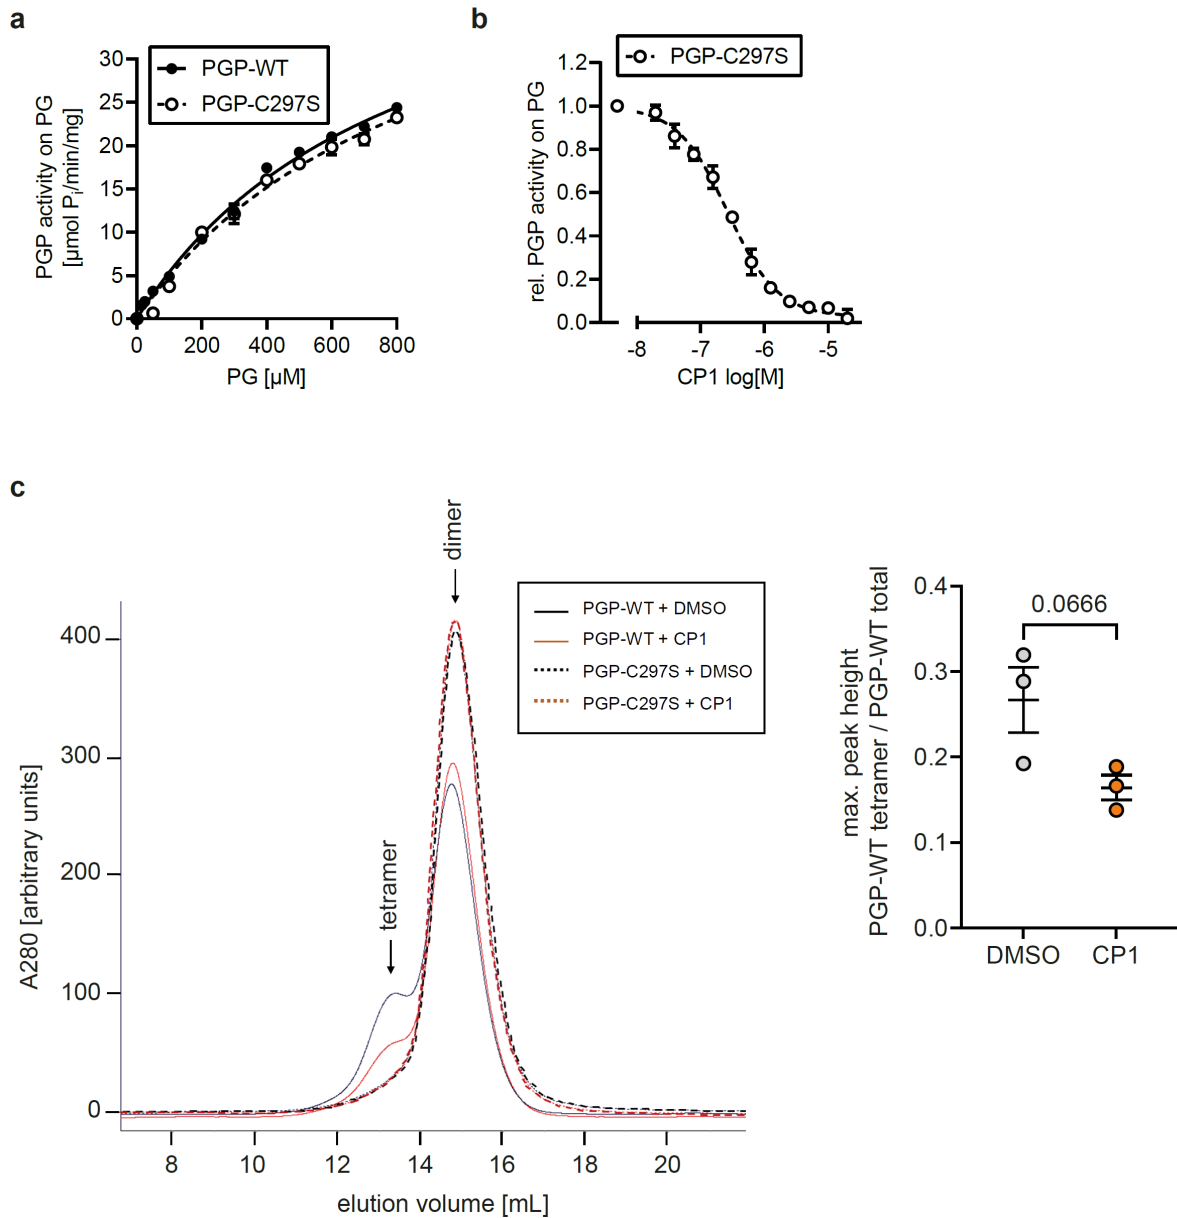 a
PGP activity on PG
[µmol Pi/min/mg]
30
25
20
15
10
5
0
PGP-WT
PGP-C297S
0 200 400 600 800
PG [µM]
b
rel. PGP activity on PG
1.2
1.0
0.8
0.6
0.4
0.2
0.0
PGP-C297S
-8 -7 -6 -5
CP1 log[M]
c
A280 [arbitrary units]
400
300
200
100
0
tetramer
dimer
PGP-WT + DMSO
PGP-WT + CP1
PGP-C297S + DMSO
PGP-C297S + CP1
8 10 12 14 16 18 20
elution volume [mL]
max. peak height
PGP-WT tetramer / PGP-WT total
0.4
0.3
0.2
0.1
0.0
0.0666
DMSO CP1